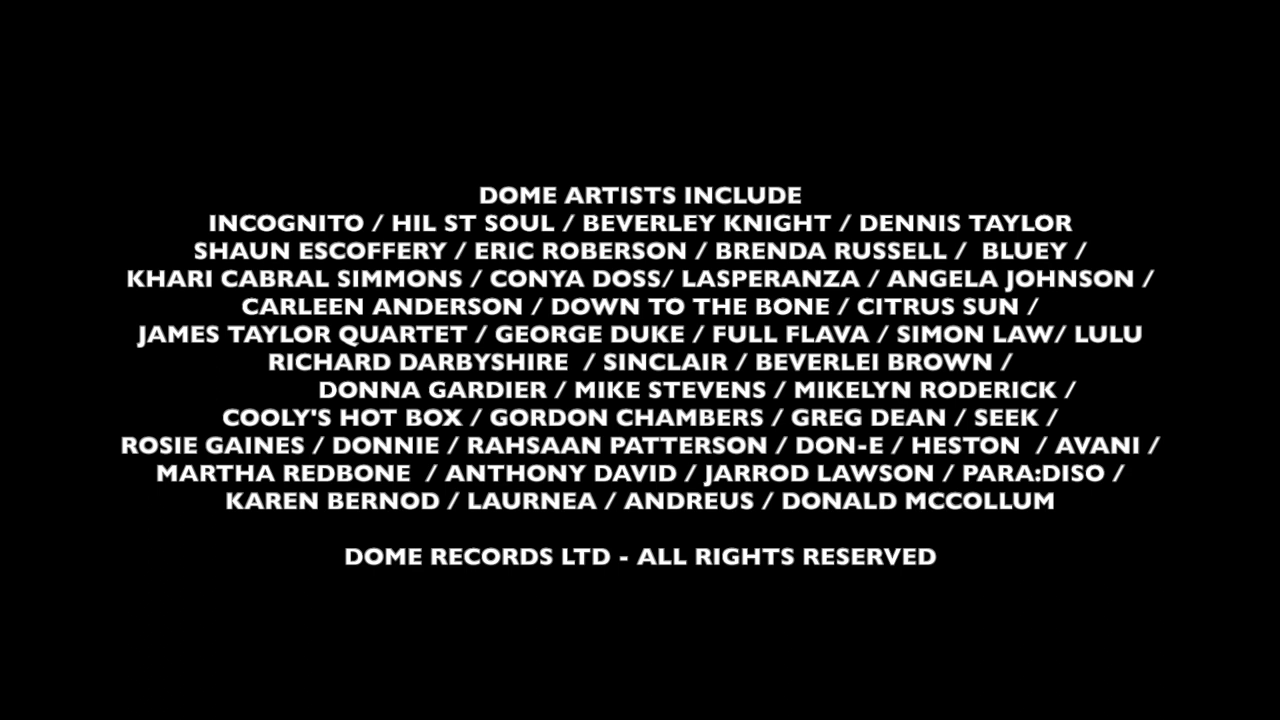 DOME ARTISTS INCLUDE
INCOGNITO / HIL ST SOUL / BEVERLEY KNIGHT / DENNIS TAYLOR
SHAUN ESCOFFERY / ERIC ROBERSON / BRENDA RUSSELL /  BLUEY /
KHARI CABRAL SIMMONS / CONYA DOSS/ LASPERANZA / ANGELA JOHNSON /
CARLEEN ANDERSON / DOWN TO THE BONE / CITRUS SUN /
JAMES TAYLOR QUARTET / GEORGE DUKE / FULL FLAVA / SIMON LAW/ LULU
RICHARD DARBYSHIRE  / SINCLAIR / BEVERLEI BROWN /
DONNA GARDIER / MIKE STEVENS / MIKELYN RODERICK /
COOLY'S HOT BOX / GORDON CHAMBERS / GREG DEAN / SEEK /
ROSIE GAINES / DONNIE / RAHSAAN PATTERSON / DON-E / HESTON  / AVANI /
MARTHA REDBONE  / ANTHONY DAVID / JARROD LAWSON / PARA:DISO /
KAREN BERNOD / LAURNEA / ANDREUS / DONALD MCCOLLUM
DOME RECORDS LTD - ALL RIGHTS RESERVED